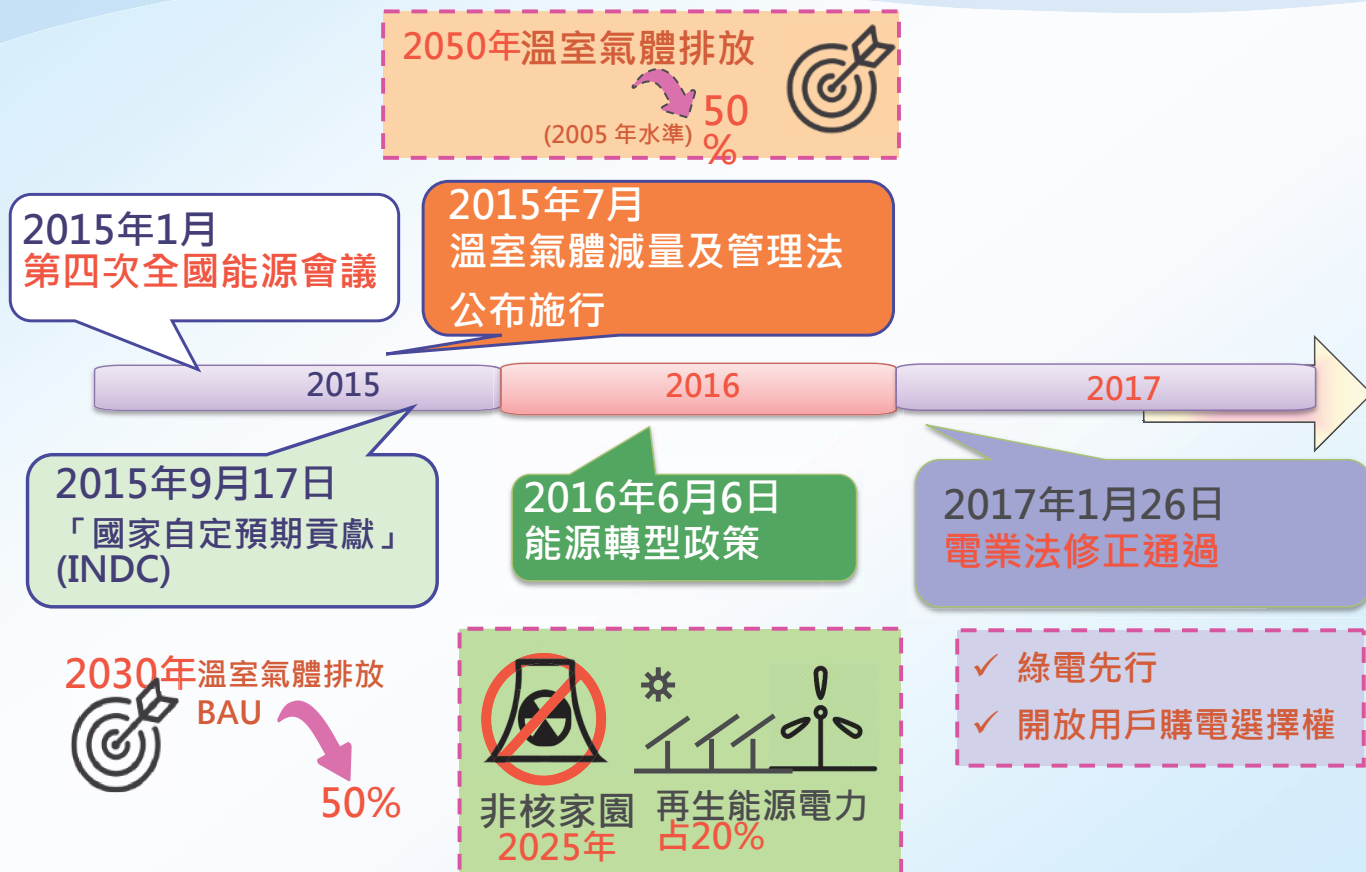 2050年溫室氣體排放
50
%
(2005 年水準)
2015年1月
第四次全國能源會議
2015年7月
溫室氣體減量及管理法
公布施行
2015
2016
2017
2015年9月17日
「國家自定預期貢獻」
(INDC)
2016年6月6日
能源轉型政策
2017年1月26日
電業法修正通過
2030年溫室氣體排放
BAU
50%
非核家園
2025年
再生能源電力
占20%
✓ 綠電先行
✓ 開放用戶購電選擇權